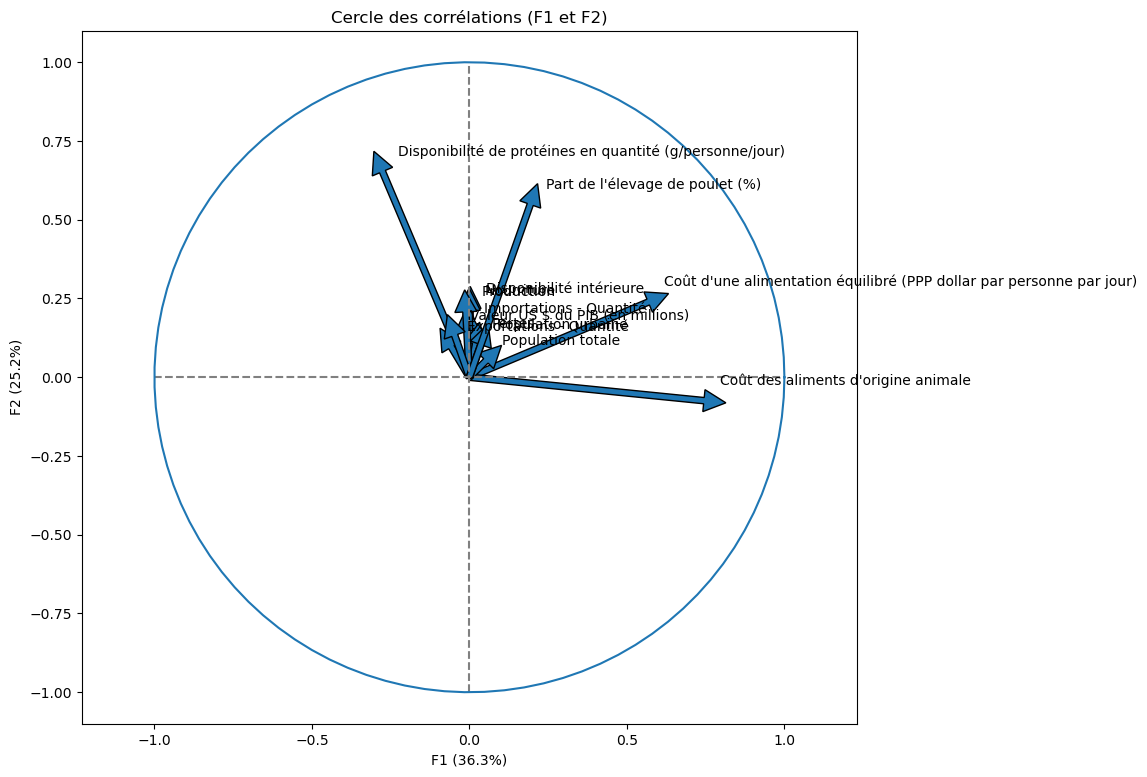 Cercle des corrélations (F1 et F2)
1.00
Disponibilité de protéines en quantité (g/personne/jour)
0.75
Part de l'élevage de poulet (%)
0.50
Coût d'une alimentation équilibré (PPP dollar par personne par jour)
Disponibilité intérieure
Production
0.25
Importations - Quantité
Valeur US $ du PIB (en millions)
Population urbaine
Exportations - Quantité
Population totale
0.00
Coût des aliments d'origine animale
−0.25
−0.50
−0.75
−1.00
−1.0
−0.5
0.0
0.5
1.0
F1 (36.3%)
F2 (25.2%)